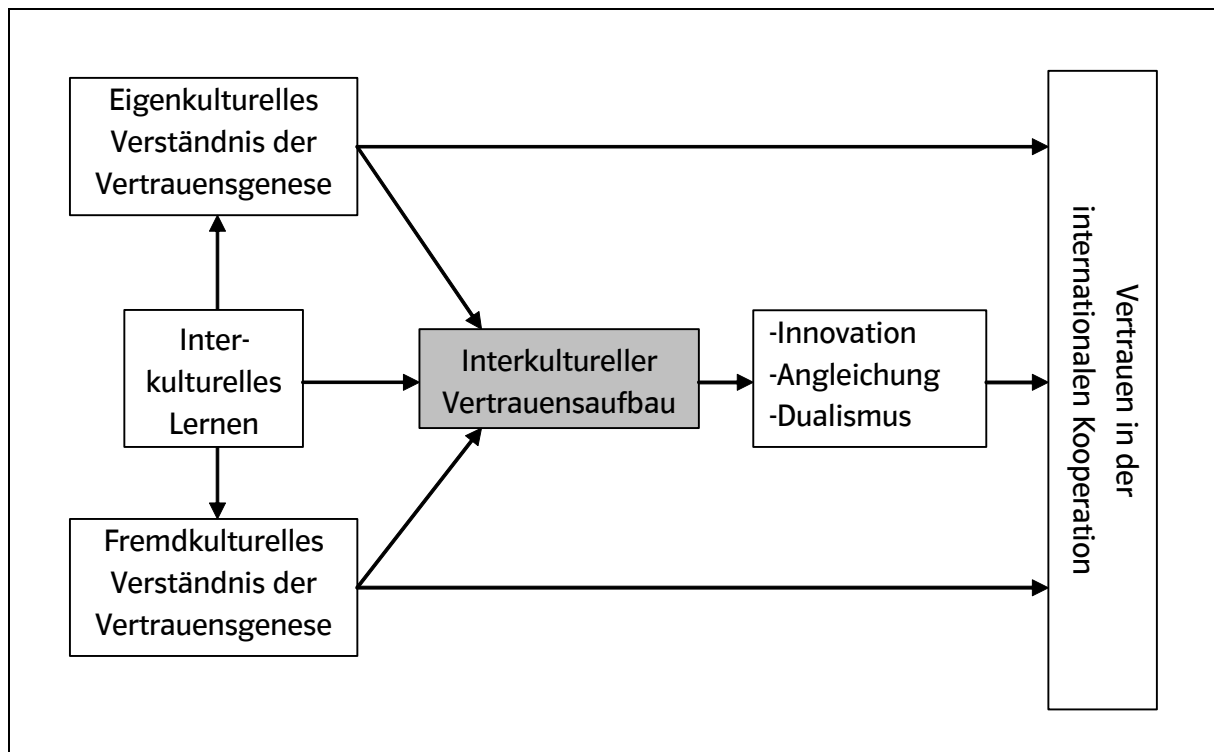 Eigenkulturelles
Verständnis der
Vertrauensgenese
Inter-
kulturelles
Lernen
Fremdkulturelles
Verständnis der
Vertrauensgenese
Interkultureller
Vertrauensaufbau
-Innovation
-Angleichung
-Dualismus
Vertrauen in der
internationalen Kooperation